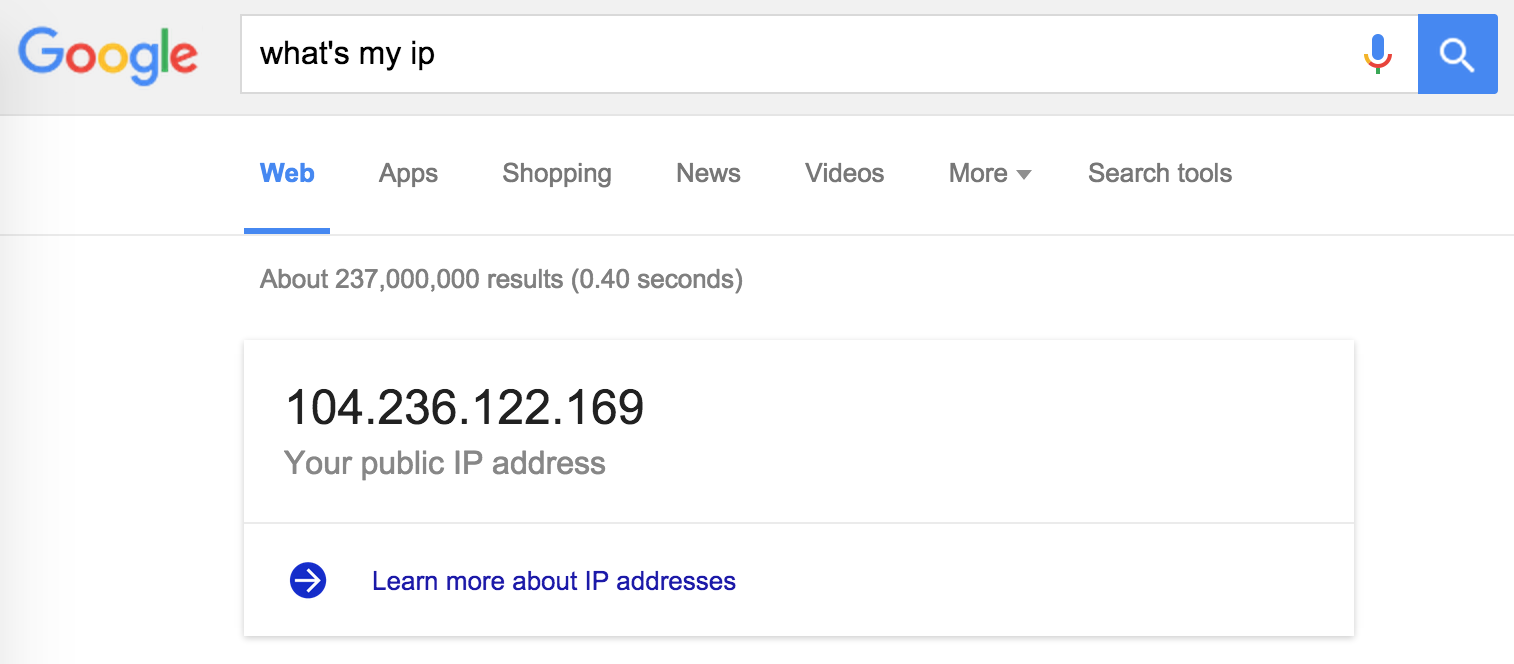 Google what's my ip
Web Apps Shopping News Videos More Search tools
About 237,000,000 results (0.40 seconds)
104.236.122.169
Your public IP address
Learn more about IP addresses